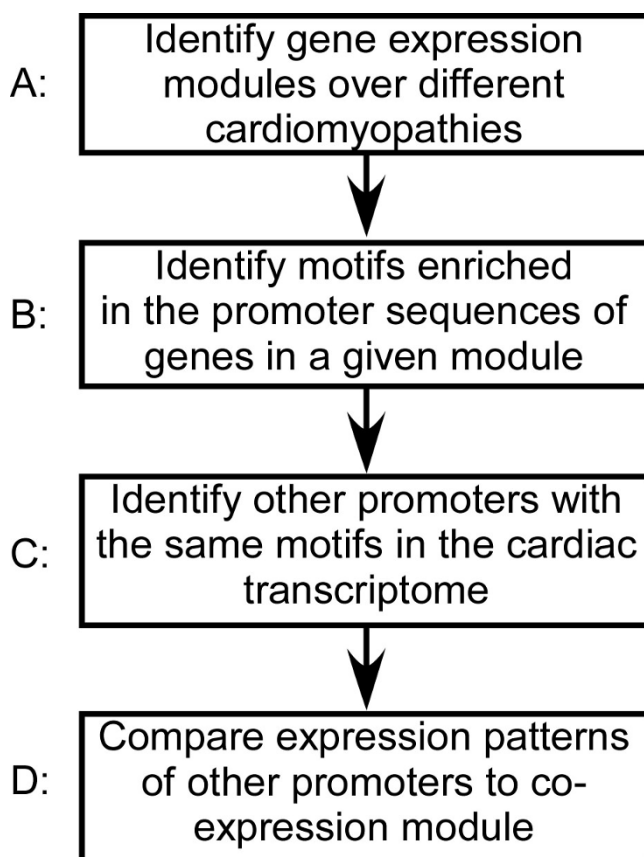 A:
Identify gene expression
modules over different
cardiomyopathies
B:
Identify motifs enriched
in the promoter sequences of
genes in a given module
C:
Identify other promoters with
the same motifs in the cardiac
transcriptome
D:
Compare expression patterns
of other promoters to co-
expression module